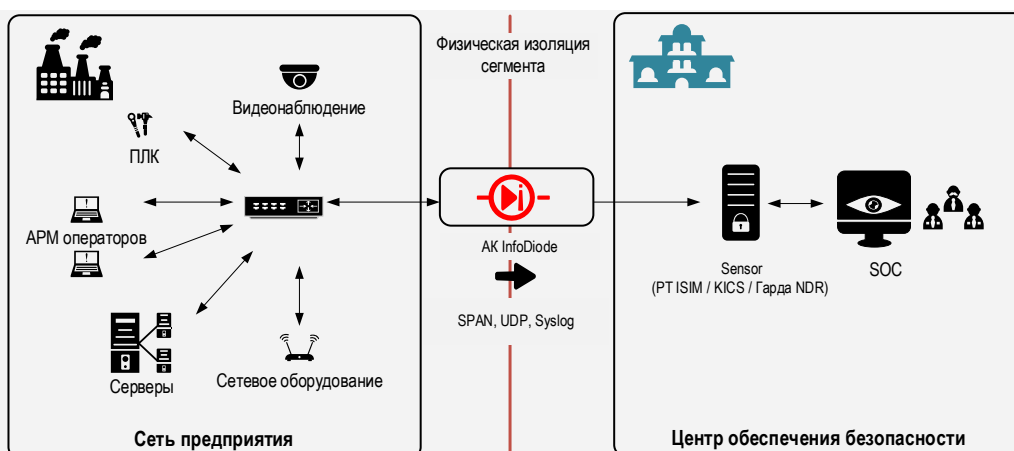 Физическая изоляция
сегмента
Видеонаблюдение
ПЛК
АРМ операторов
Серверы
Сетевое оборудование
Сеть предприятия
АК InfoDiode
SPAN, UDP, Syslog
Sensor
(PT ISIM / KICS / Гарда NDR)
SOC
Центр обеспечения безопасности